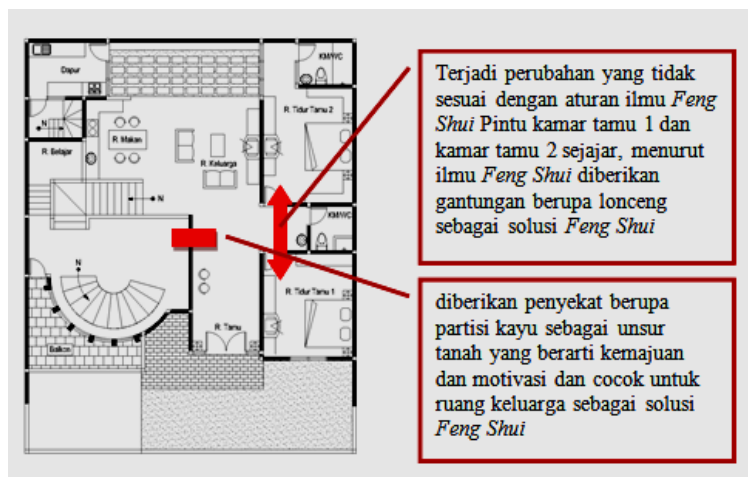 KM/WC
Dapur
R. Tidur Tamu 2
N
R. Makan
R. Belajar
R. Keluarga
N
KM/WC
N
R. Tidur Tamu 1
R. Tamu
Balkon
Terjadi perubahan yang tidak
sesuai dengan aturan ilmu Feng
Shui Pintu kamar tamu 1 dan
kamar tamu 2 sejajar, menurut
ilmu Feng Shui diberikan
gantungan berupa lonceng
sebagai solusi Feng Shui
diberikan penyekat berupa
partisi kayu sebagai unsur
tanah yang berarti kemajuan
dan motivasi dan cocok untuk
ruang keluarga sebagai solusi
Feng Shui